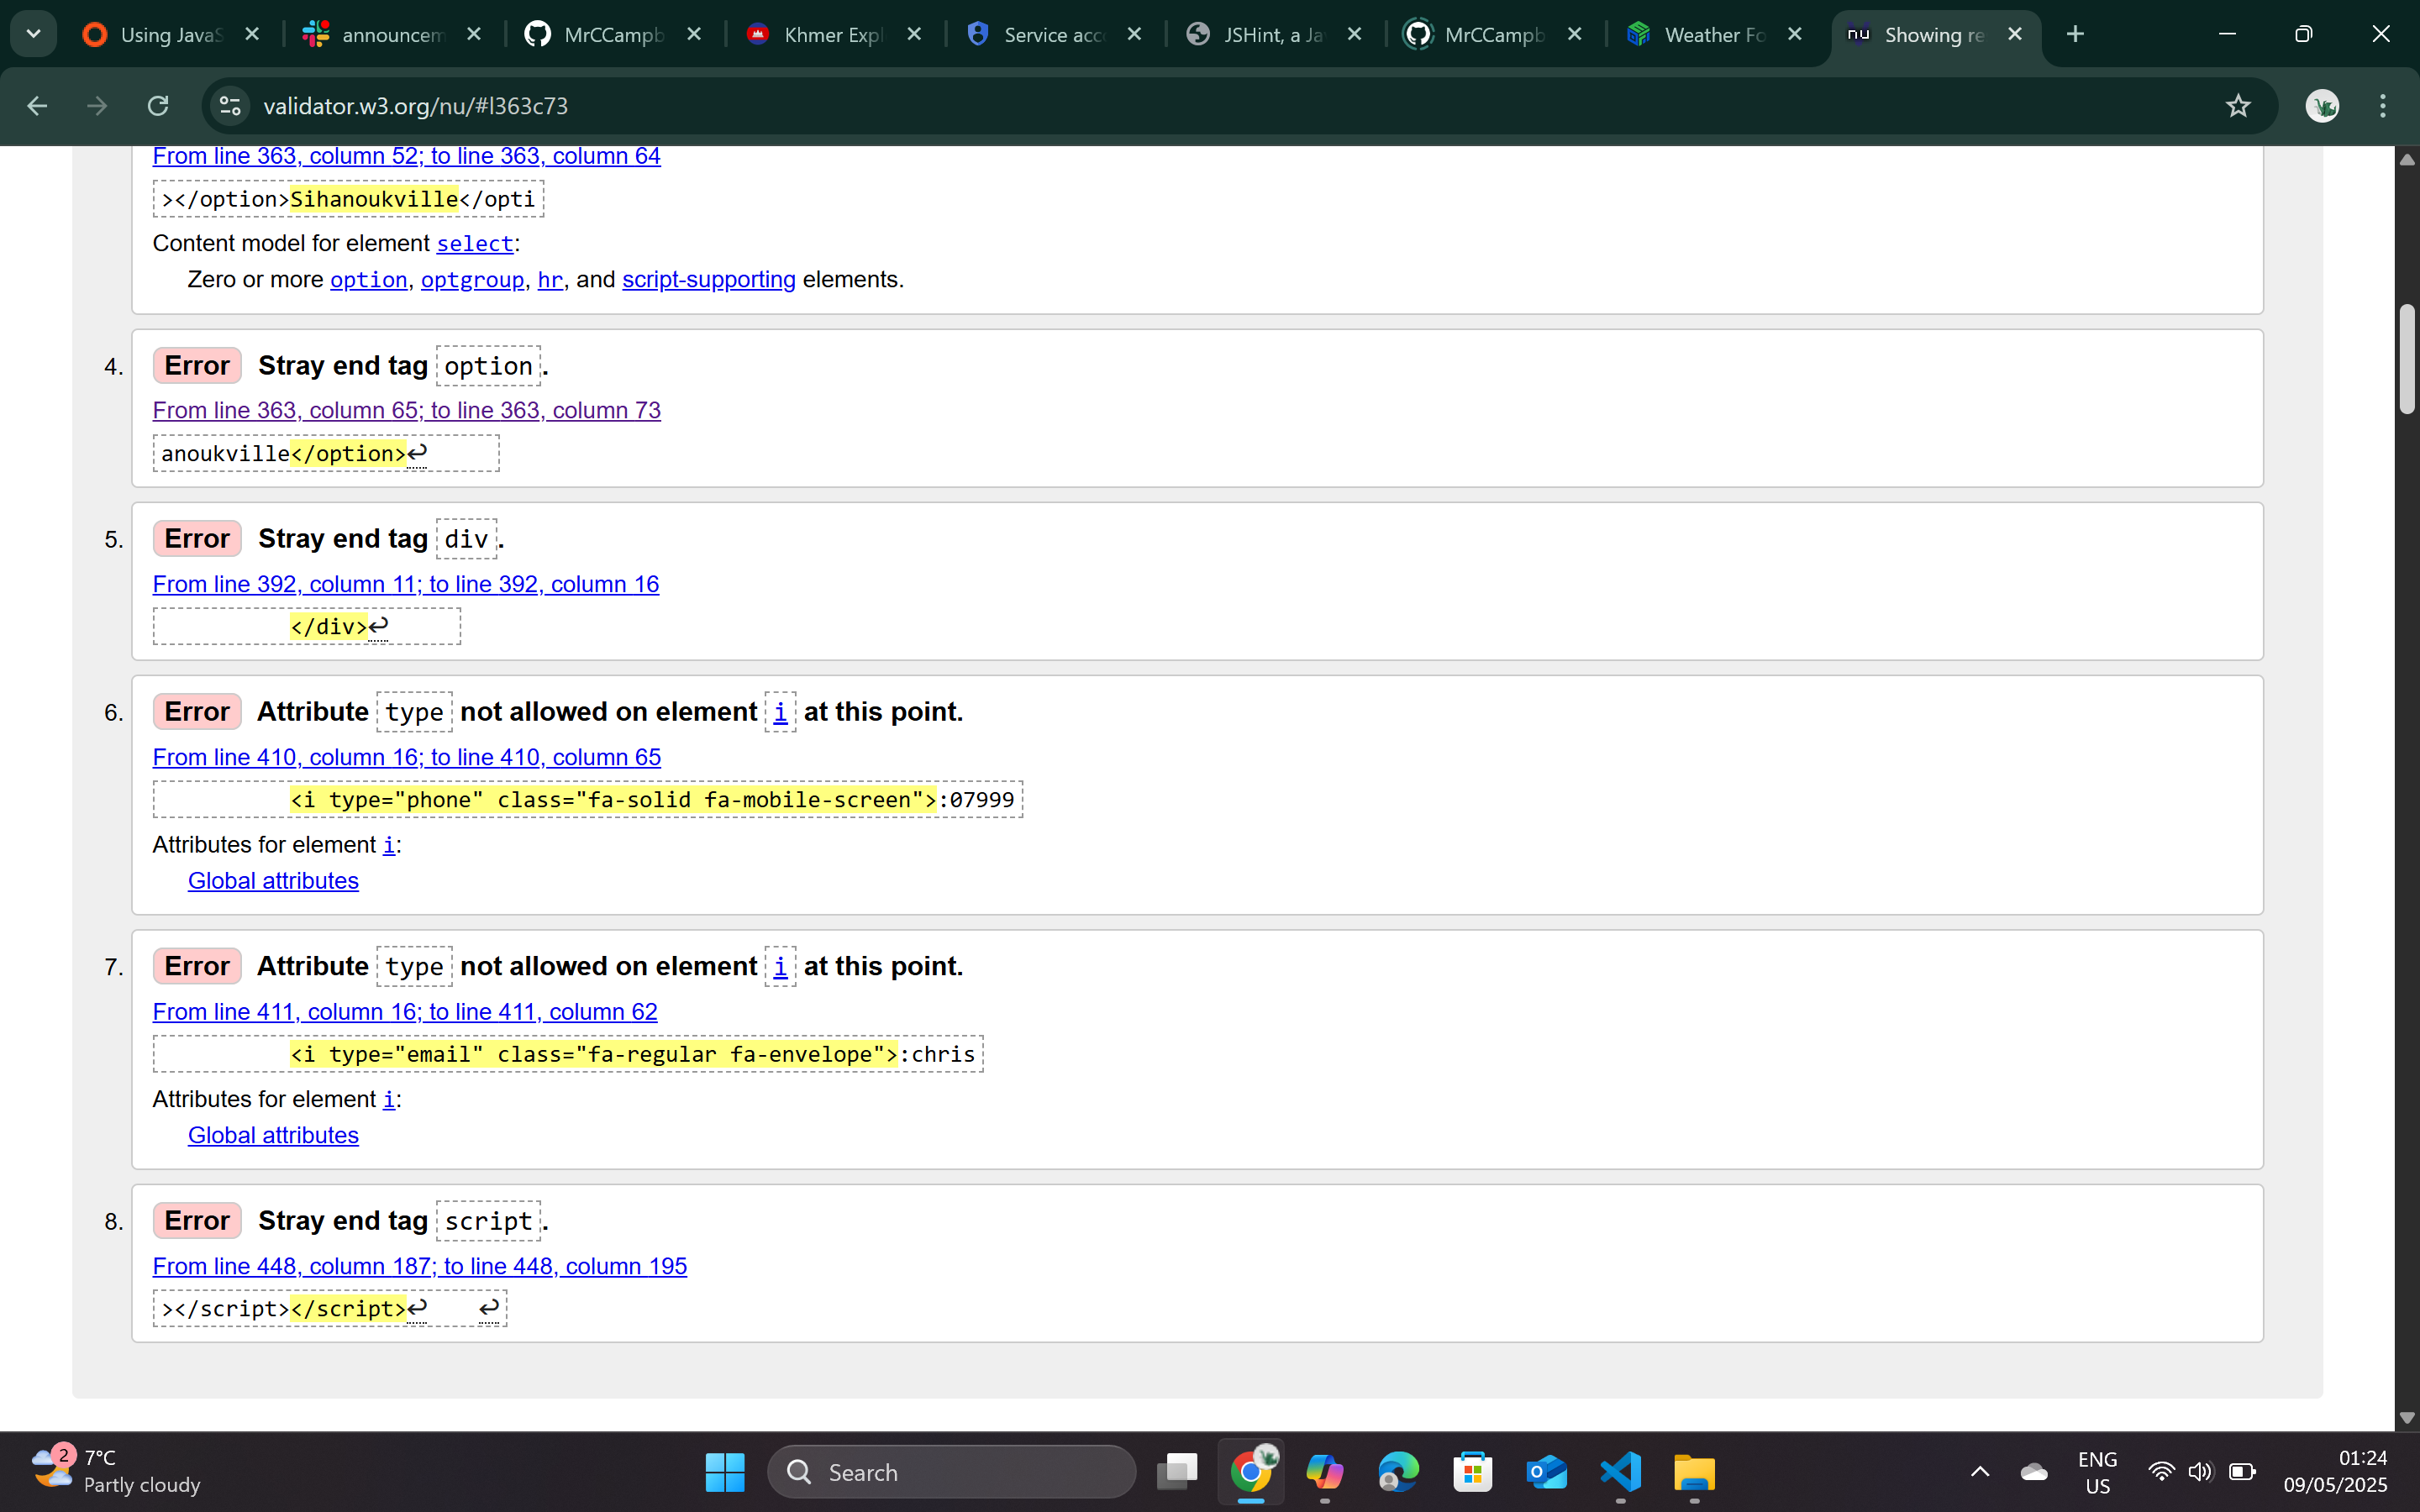 Using JavaS
announcem
MrCCampb
Khmer Expl
Service acco
JSHint, a Ja
MrCCampb
Weather Fo
nu Showing re
validator.w3.org/nu/#l363c73
From line 363, column 52; to line 363, column 64
></option>Sihanoukville</opti
Content model for element select:
Zero or more option, optgroup, hr, and script-supporting elements.
4. Error Stray end tag option.
From line 363, column 65; to line 363, column 73
anoukville</option>↩
5. Error Stray end tag div.
From line 392, column 11; to line 392, column 16
</div>↩
6. Error Attribute type not allowed on element i at this point.
From line 410, column 16; to line 410, column 65
<i type="phone" class="fa-solid fa-mobile-screen">:07999
Attributes for element i:
Global attributes
7. Error Attribute type not allowed on element i at this point.
From line 411, column 16; to line 411, column 62
<i type="email" class="fa-regular fa-envelope">:chris
Attributes for element i:
Global attributes
8. Error Stray end tag script.
From line 448, column 187; to line 448, column 195
></script></script>↩ ↩
2
7°C
Partly cloudy
Search
ENG
US
01:24
09/05/2025